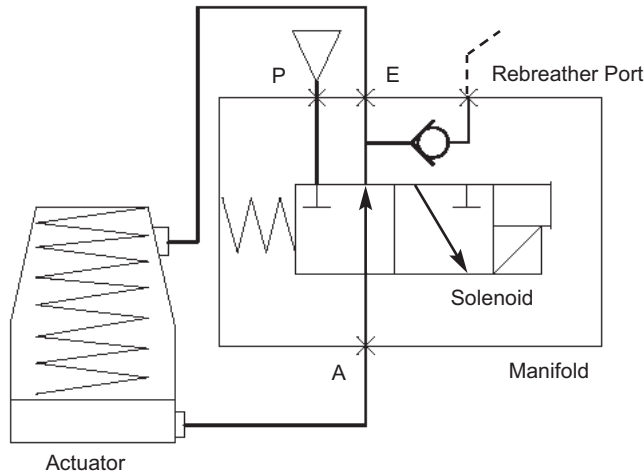 P
E
Rebreather Port
Solenoid
A
Manifold
Actuator